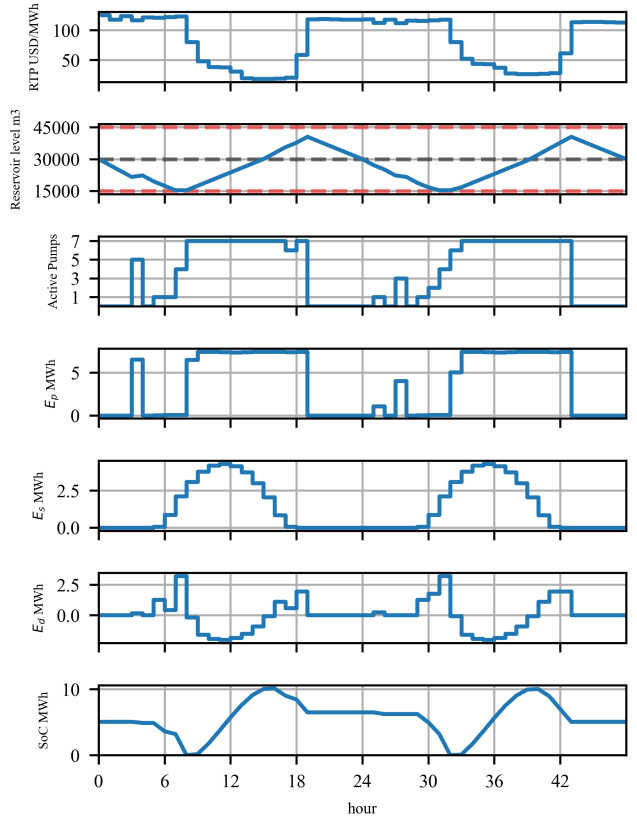 RTP USD/MWh
100
50
Reservoir level m3
45000
30000
15000
Active Pumps
7
5
3
1
E_p MWh
5
0
E_s MWh
2.5
0.0
E_d MWh
2.5
0.0
SoC MWh
10
0
0 6 12 18 24 30 36 42
hour